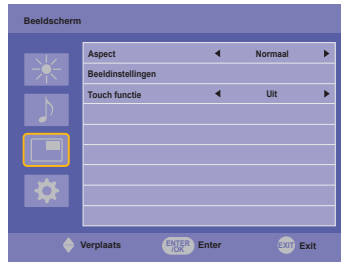 Beeldscherm
Aspect Normaal
Beeldinstellingen
Touch functie Uit
Verplaats ENTER/OK Enter EXIT Exit